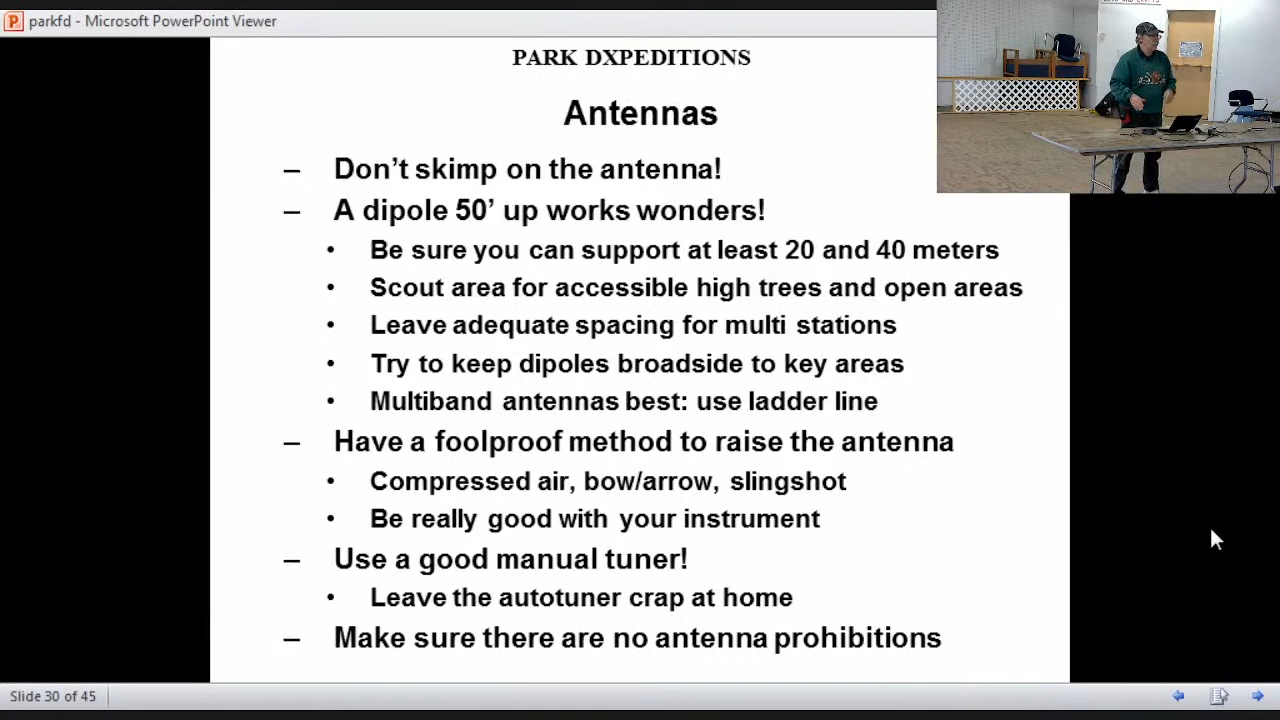 parkfd - Microsoft PowerPoint Viewer
PARK DXPEDITIONS
Antennas
– Don't skimp on the antenna!
– A dipole 50' up works wonders!
• Be sure you can support at least 20 and 40 meters
• Scout area for accessible high trees and open areas
• Leave adequate spacing for multi stations
• Try to keep dipoles broadside to key areas
• Multiband antennas best: use ladder line
– Have a foolproof method to raise the antenna
• Compressed air, bow/arrow, slingshot
• Be really good with your instrument
– Use a good manual tuner!
• Leave the autotuner crap at home
– Make sure there are no antenna prohibitions
Slide 30 of 45